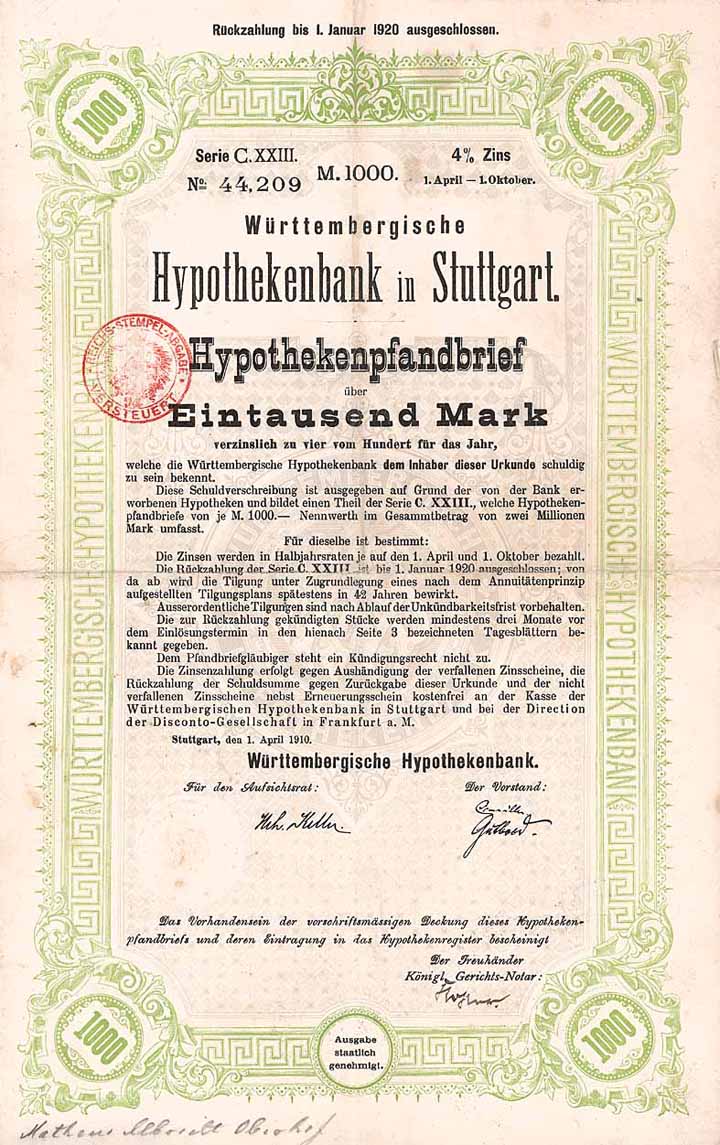 Rückzahlung bis 1. Januar 1920 ausgeschlossen.
1000
1000
Serie C. XXIII.
4% Zins
No. 44,209
M. 1000.
1. April — 1. Oktober.
Württembergische
Hypothekenbank in Stuttgart.
REICHS-STEMPEL-ABGABE
VERSTEUERT
Hypothekenpfandbrief
über
Eintausend Mark
verzinslich zu vier vom Hundert für das Jahr,
welche die Württembergische Hypothekenbank dem Inhaber dieser Urkunde schuldig
zu sein bekennt.
Diese Schuldverschreibung ist ausgegeben auf Grund der von der Bank er-
worbenen Hypotheken und bildet einen Theil der Serie C. XXIII., welche Hypotheken-
pfandbriefe von je M. 1000.— Nennwerth im Gesammtbetrag von zwei Millionen
Mark umfasst.
Für dieselbe ist bestimmt:
Die Zinsen werden in Halbjahrsraten je auf den 1. April und 1. Oktober bezahlt.
Die Rückzahlung der Serie C. XXIII. ist bis 1. Januar 1920 ausgeschlossen; von
da ab wird die Tilgung unter Zugrundlegung eines nach dem Annuitätenprinzip
aufgestellten Tilgungsplans spätestens in 42 Jahren bewirkt.
Ausserordentliche Tilgungen sind nach Ablauf der Unkündbarkeitsfrist vorbehalten.
Die zur Rückzahlung gekündigten Stücke werden mindestens drei Monate vor
dem Einlösungstermin in den hienach Seite 3 bezeichneten Tagesblättern be-
kannt gegeben.
Dem Pfandbriefgläubiger steht ein Kündigungsrecht nicht zu.
Die Zinsenzahlung erfolgt gegen Aushändigung der verfallenen Zinsscheine, die
Rückzahlung der Schuldsumme gegen Zurückgabe dieser Urkunde und der nicht
verfallenen Zinsscheine nebst Erneuerungsschein kostenfrei an der Kasse der
Württembergischen Hypothekenbank in Stuttgart und bei der Direction
der Disconto-Gesellschaft in Frankfurt a. M.
Stuttgart, den 1. April 1910.
Württembergische Hypothekenbank.
Für den Aufsichtsrat:
Der Vorstand:
Das Vorhandensein der vorschriftsmässigen Deckung dieses Hypotheken-
pfandbriefs und deren Eintragung in das Hypothekenregister bescheinigt
Der Treuhänder
Königl. Gerichts-Notar:
WÜRTTEMBERGISCHE HYPOTHEKENBANK
WÜRTTEMBERGISCHE HYPOTHEKENBANK
1000
1000
Ausgabe
staatlich
genehmigt.